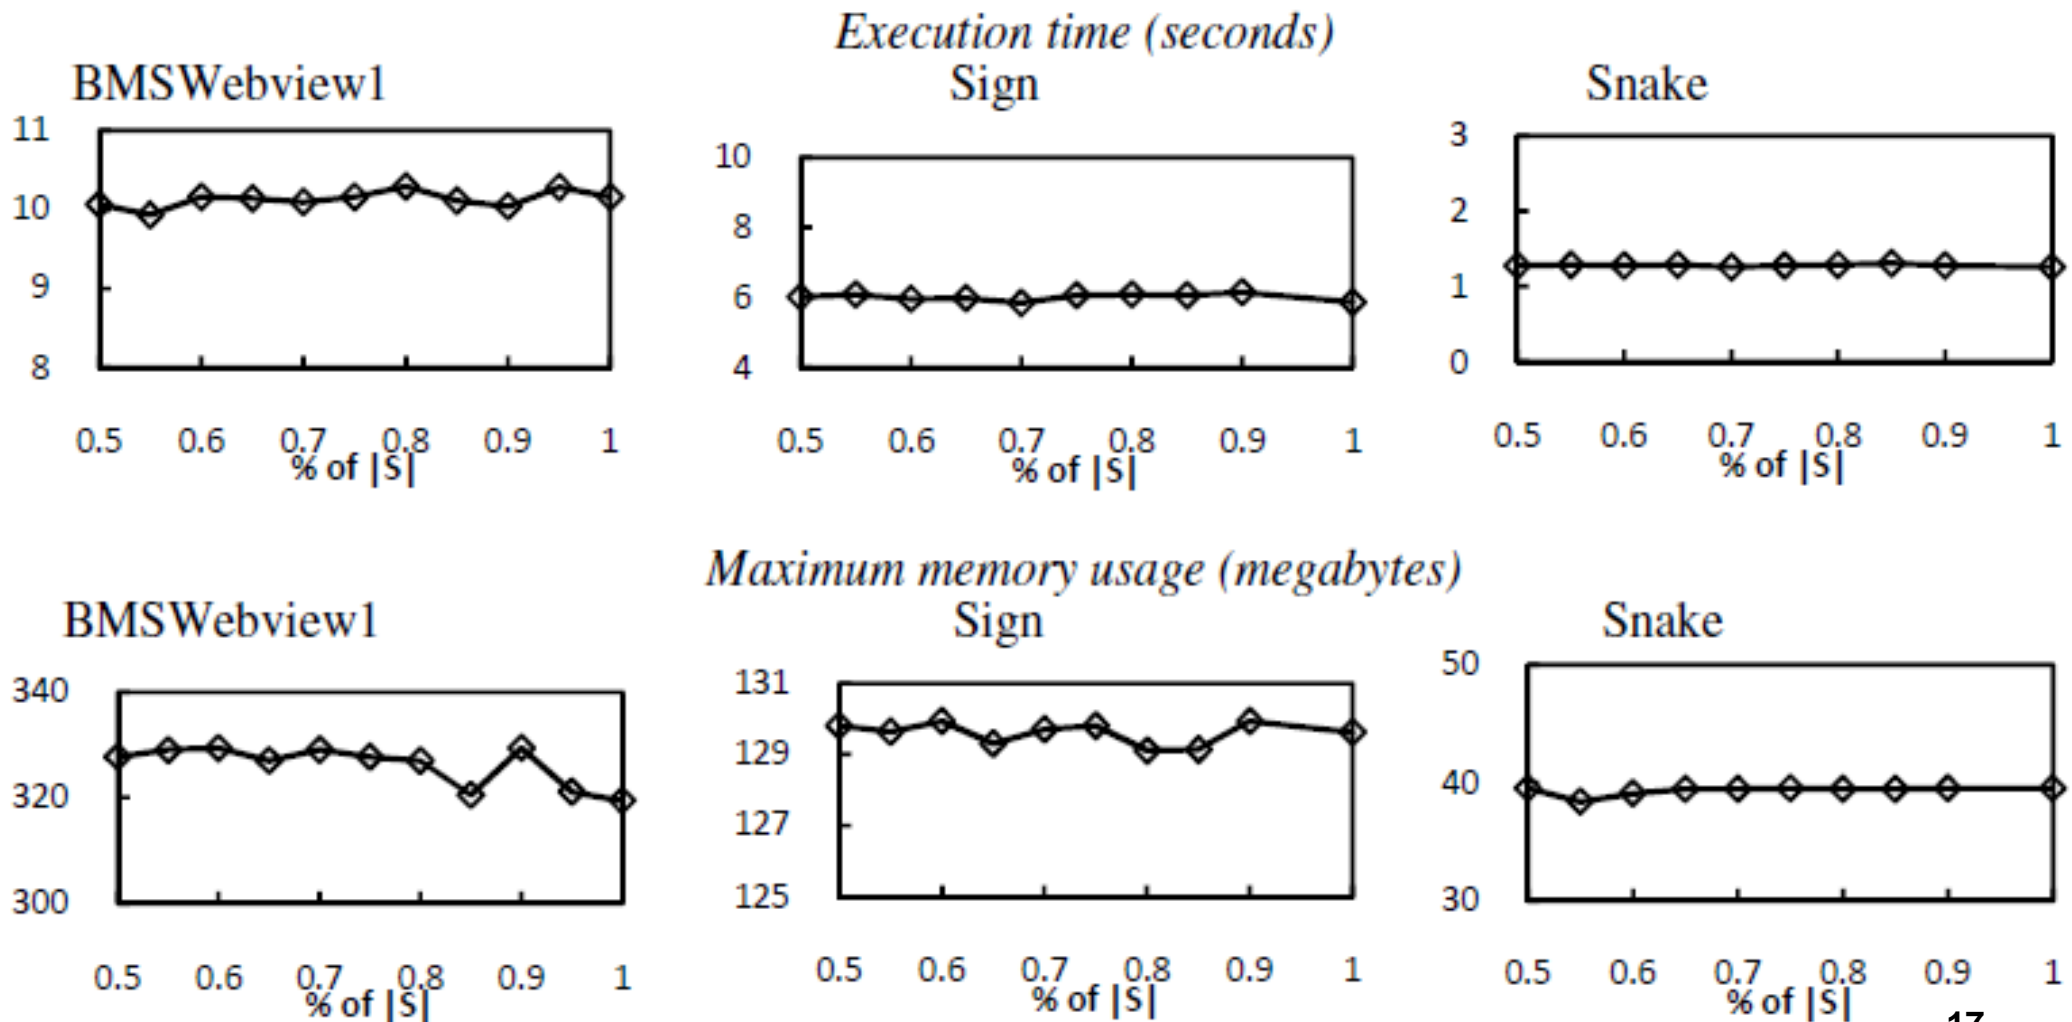 Execution time (seconds)
BMSWebview1
Sign
Snake
11
10
9
8
0.5 0.6 0.7 0.8 0.9 1
% of |S|
10
8
6
4
0.5 0.6 0.7 0.8 0.9 1
% of |S|
3
2
1
0
0.5 0.6 0.7 0.8 0.9 1
% of |S|
Maximum memory usage (megabytes)
BMSWebview1
Sign
Snake
340
320
300
0.5 0.6 0.7 0.8 0.9 1
% of |S|
131
129
127
125
0.5 0.6 0.7 0.8 0.9 1
% of |S|
50
40
30
0.5 0.6 0.7 0.8 0.9 1
% of |S|
17